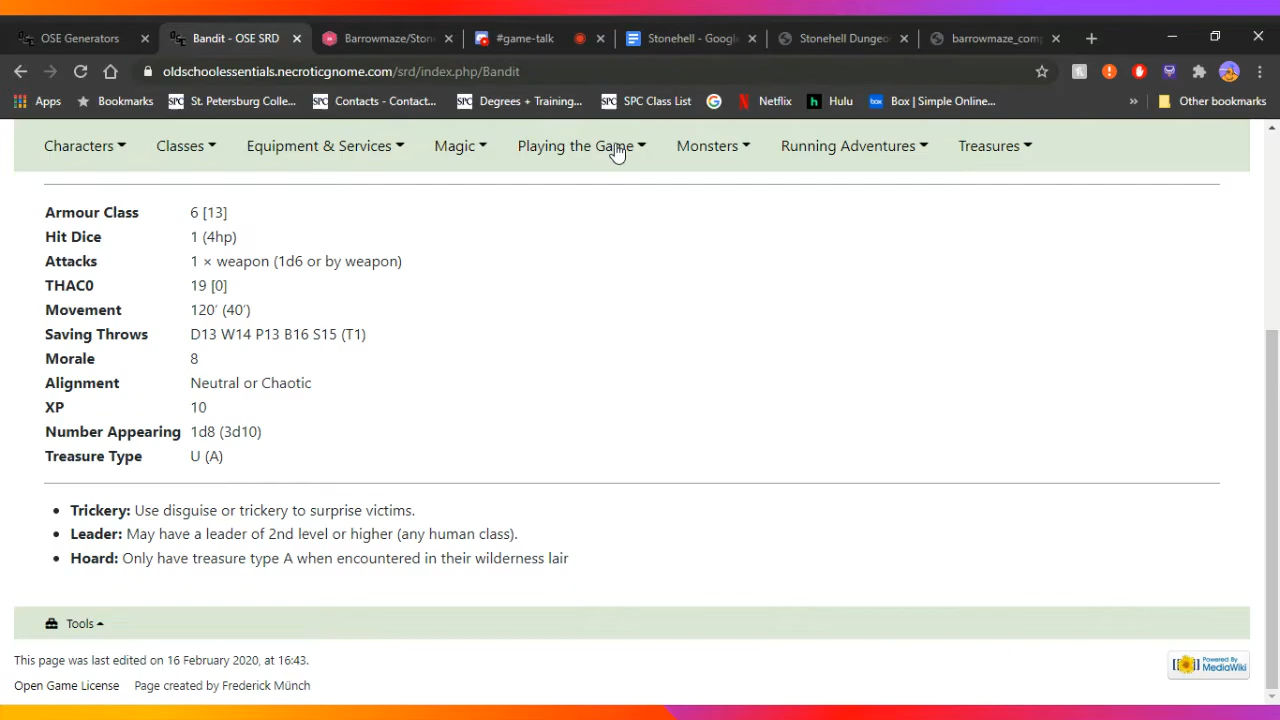 OSE Generators
Bandit - OSE SRD
Barrowmaze/Ston
#game-talk
Stonehell - Googl
Stonehell Dungeo
barrowmaze_comp
oldschoolessentials.necroticgnome.com/srd/index.php/Bandit
Apps
Bookmarks
SPC St. Petersburg Colle...
SPC Contacts - Contact...
SPC Degrees + Training...
SPC SPC Class List
Netflix
h Hulu
box Box | Simple Online...
»
Other bookmarks
Characters
Classes
Equipment & Services
Magic
Playing the Game
Monsters
Running Adventures
Treasures
Armour Class 6 [13]
Hit Dice 1 (4hp)
Attacks 1 × weapon (1d6 or by weapon)
THAC0 19 [0]
Movement 120’ (40’)
Saving Throws D13 W14 P13 B16 S15 (T1)
Morale 8
Alignment Neutral or Chaotic
XP 10
Number Appearing 1d8 (3d10)
Treasure Type U (A)
• Trickery: Use disguise or trickery to surprise victims.
• Leader: May have a leader of 2nd level or higher (any human class).
• Hoard: Only have treasure type A when encountered in their wilderness lair
Tools
This page was last edited on 16 February 2020, at 16:43.
Powered By
MediaWiki
Open Game License Page created by Frederick Münch